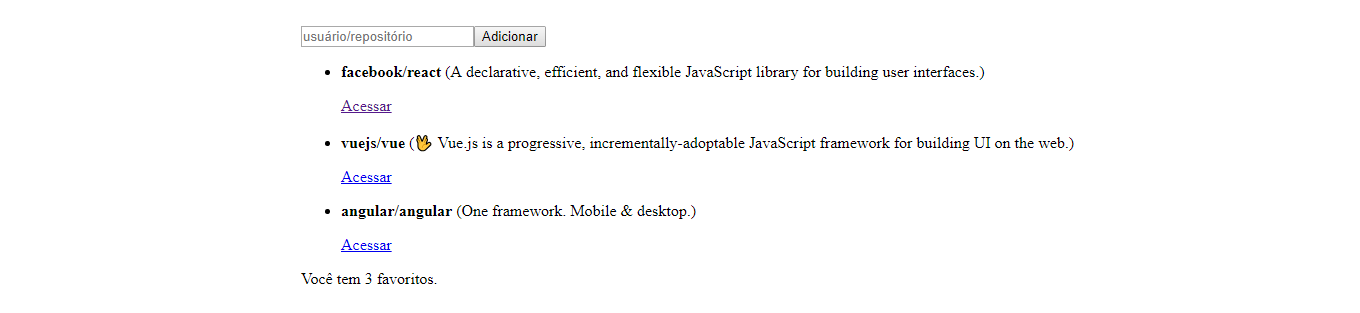 usuário/repositório Adicionar
facebook/react (A declarative, efficient, and flexible JavaScript library for building user interfaces.)
Acessar
vuejs/vue (🖖 Vue.js is a progressive, incrementally-adoptable JavaScript framework for building UI on the web.)
Acessar
angular/angular (One framework. Mobile & desktop.)
Acessar
Você tem 3 favoritos.